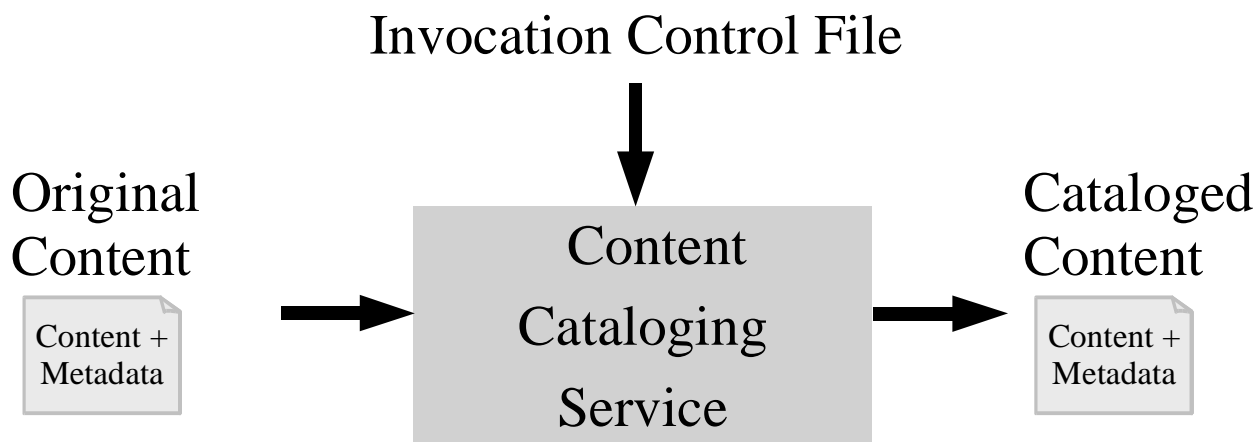 Invocation Control File
Original
Content
Content +
Metadata
Content
Cataloging
Service
Cataloged
Content
Content +
Metadata